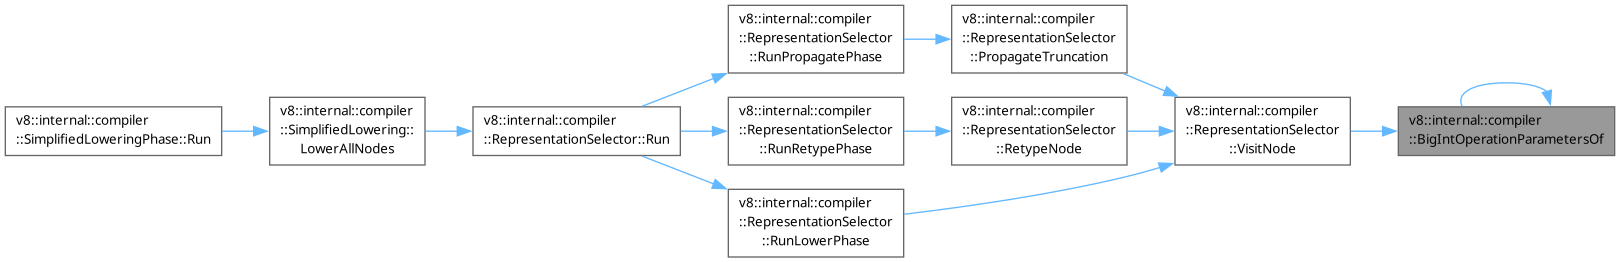 v8::internal::compiler
::SimplifiedLoweringPhase::Run
v8::internal::compiler
::SimplifiedLowering::
LowerAllNodes
v8::internal::compiler
::RepresentationSelector::Run
v8::internal::compiler
::RepresentationSelector
::RunPropagatePhase
v8::internal::compiler
::RepresentationSelector
::PropagateTruncation
v8::internal::compiler
::RepresentationSelector
::RunRetypePhase
v8::internal::compiler
::RepresentationSelector
::RetypeNode
v8::internal::compiler
::RepresentationSelector
::RunLowerPhase
v8::internal::compiler
::RepresentationSelector
::VisitNode
v8::internal::compiler
::BigIntOperationParametersOf